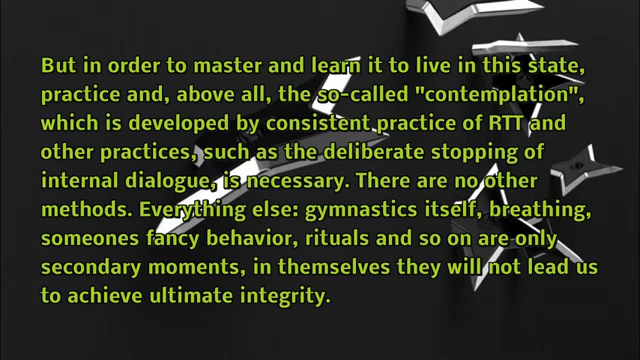 But in order to master and learn it to live in this state,
practice and, above all, the so-called "contemplation",
which is developed by consistent practice of RTT and
other practices, such as the deliberate stopping of
internal dialogue, is necessary. There are no other
methods. Everything else: gymnastics itself, breathing,
someones fancy behavior, rituals and so on are only
secondary moments, in themselves they will not lead us
to achieve ultimate integrity.